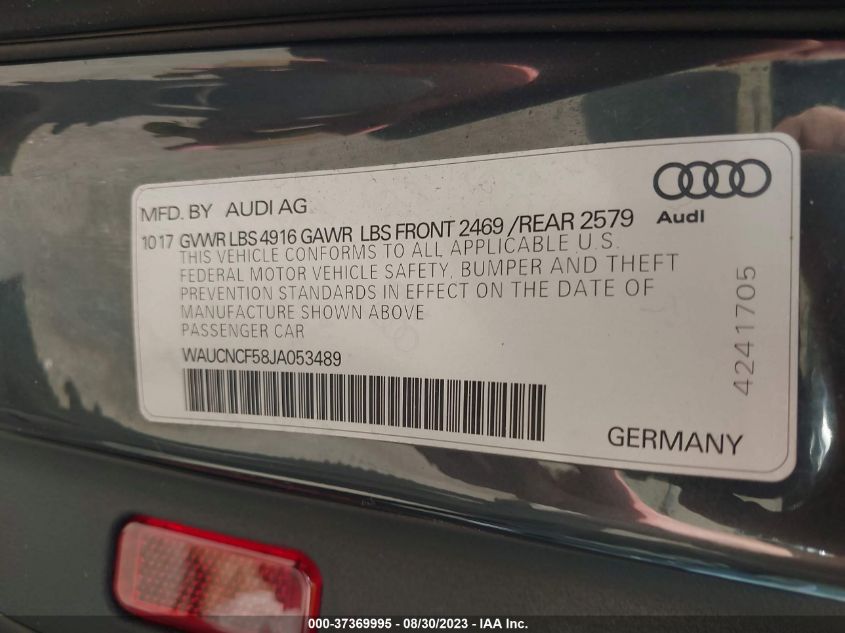 MFD. BY AUDI AG
Audi
1017 GVWR LBS 4916 GAWR LBS FRONT 2469 /REAR 2579
THIS VEHICLE CONFORMS TO ALL APPLICABLE U.S.
FEDERAL MOTOR VEHICLE SAFETY, BUMPER AND THEFT
PREVENTION STANDARDS IN EFFECT ON THE DATE OF
MANUFACTURE SHOWN ABOVE
PASSENGER CAR
WAUCNCF58JA053489
4241705
GERMANY
000-37369995 - 08/30/2023 - IAA Inc.